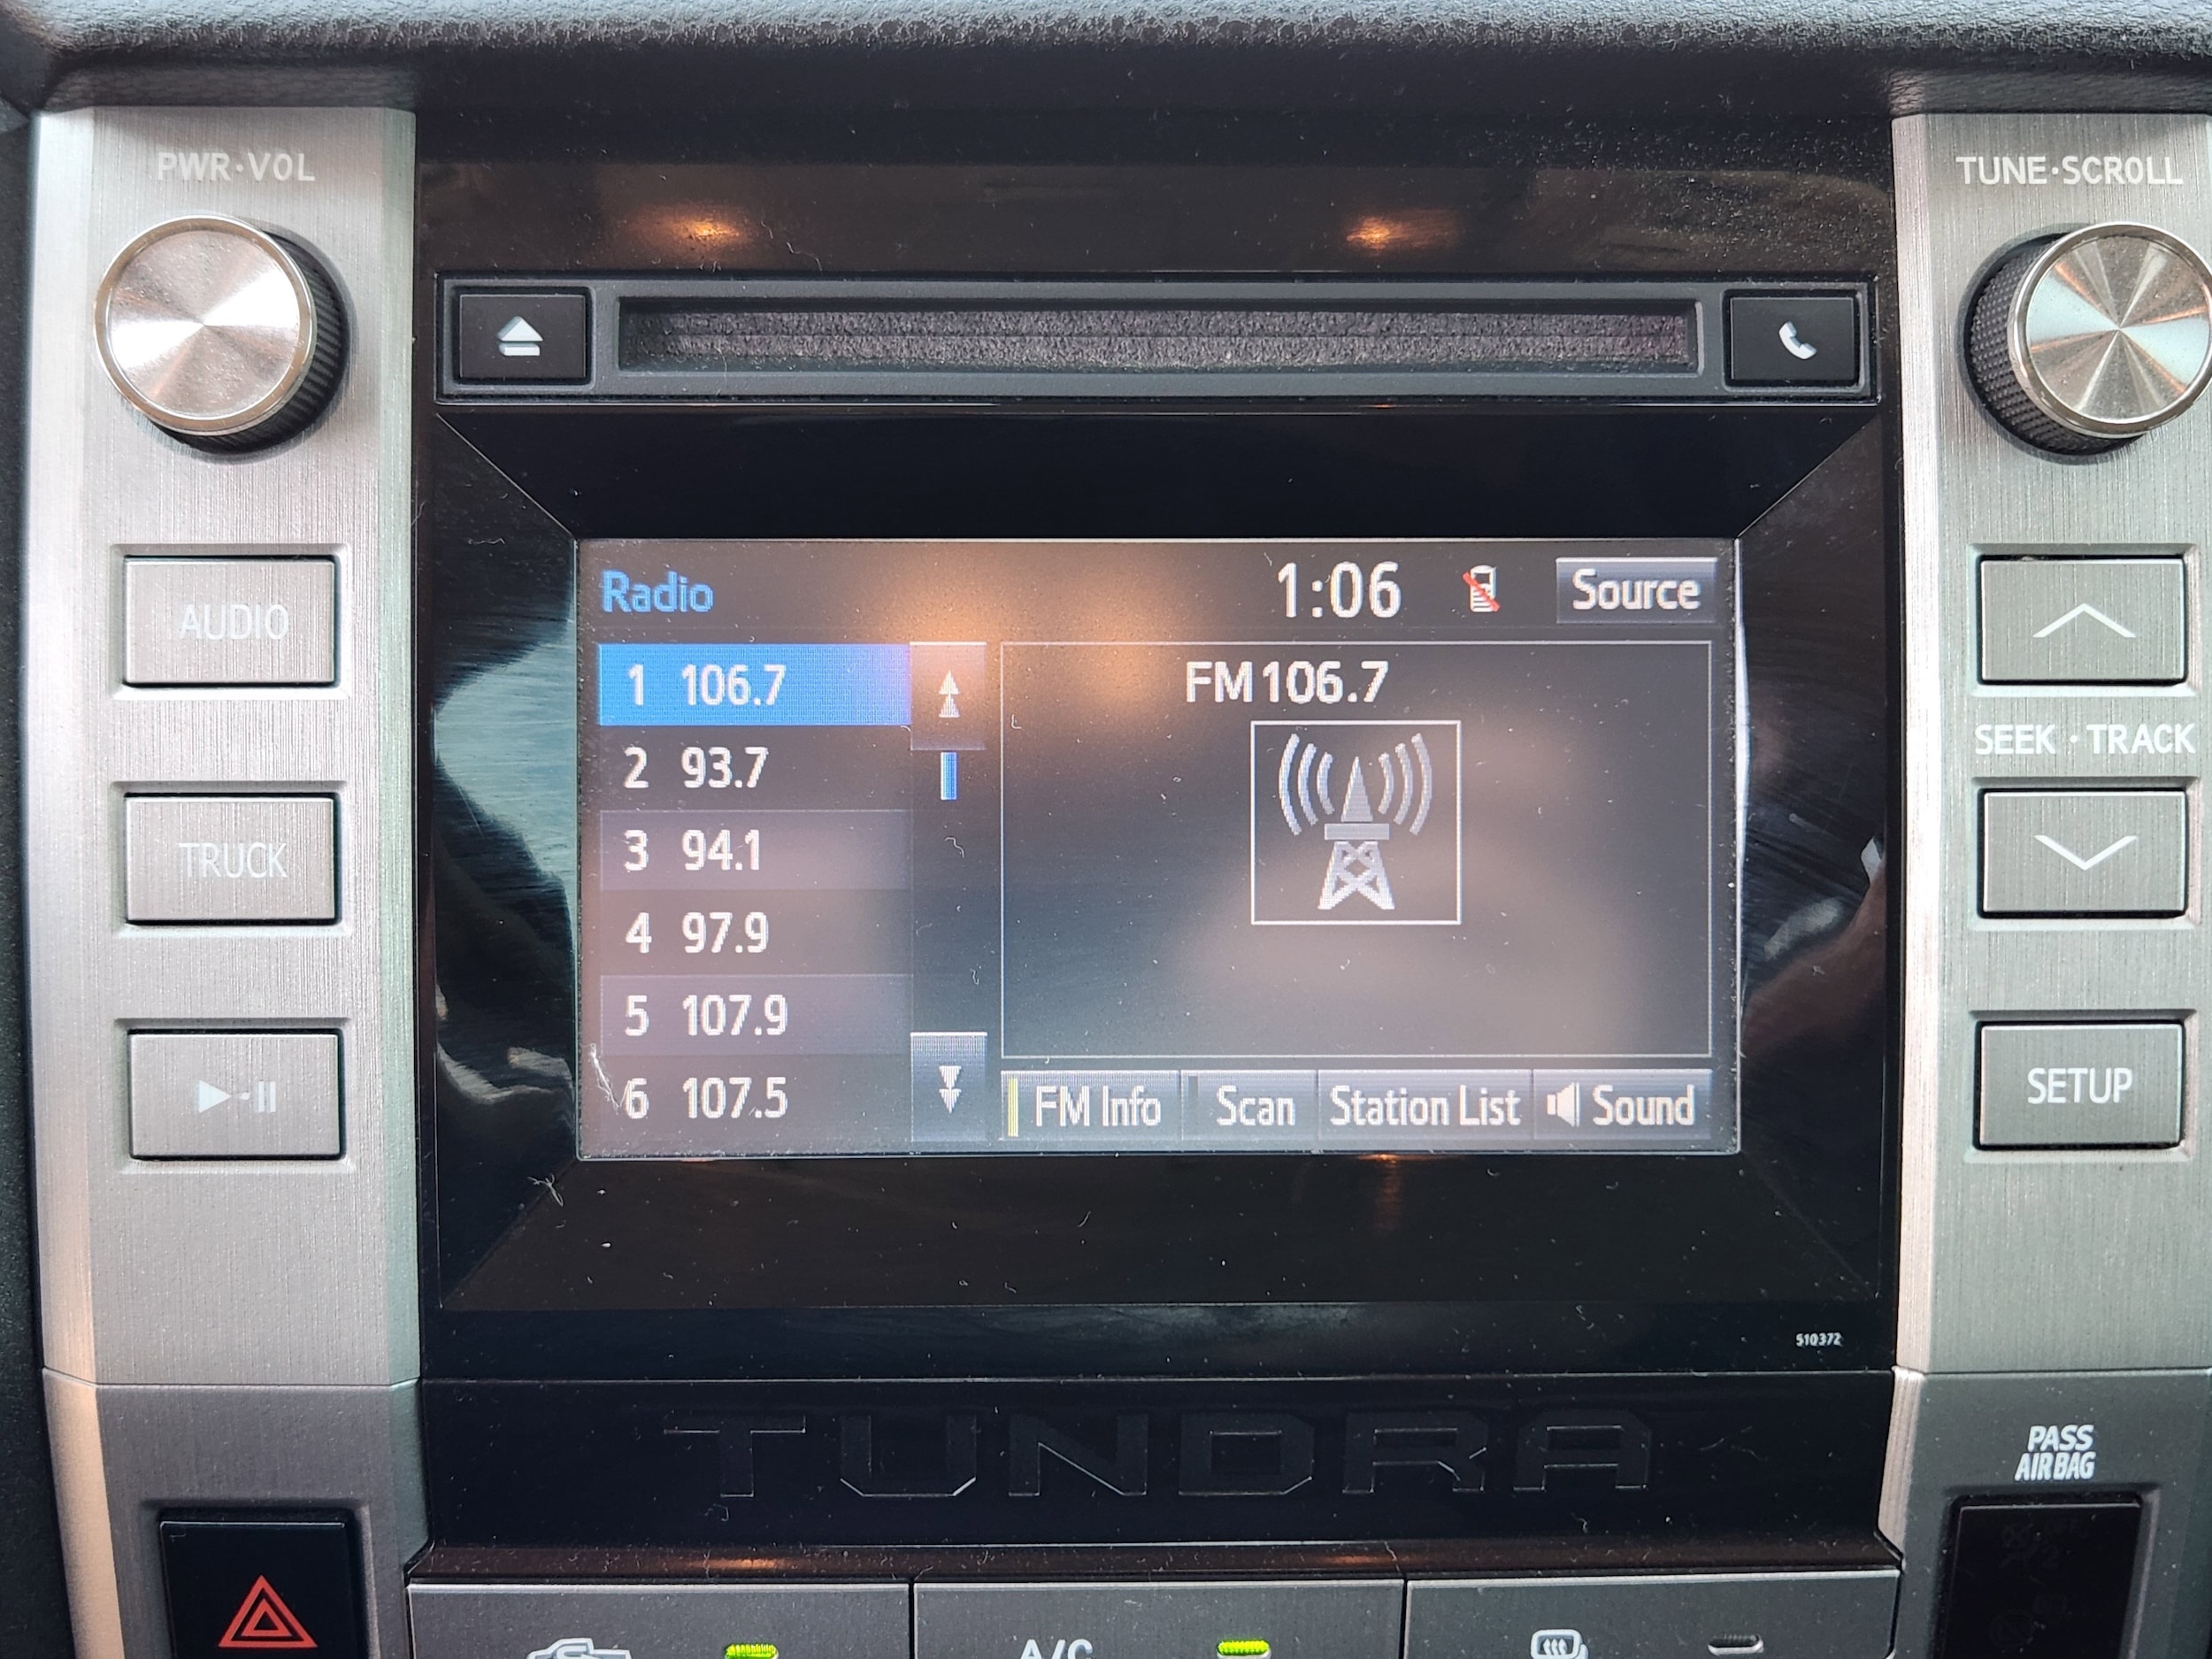 PWR·VOL
TUNE·SCROLL
AUDIO
TRUCK
Radio
1:06
Source
1 106.7
2 93.7
3 94.1
4 97.9
5 107.9
6 107.5
FM 106.7
FM Info
Scan
Station List
Sound
SEEK · TRACK
SETUP
510372
TUNDRA
PASS
AIR BAG
A/C